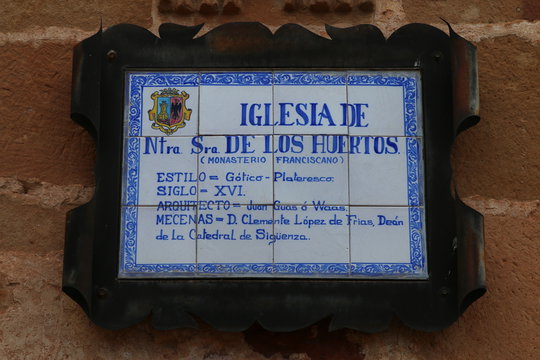 IGLESIA DE
Ntra. Sra. DE LOS HUERTOS.
(MONASTERIO FRANCISCANO)
ESTILO = Gótico-Plateresco.
SIGLO = XVI.
ARQUITECTO = Juan Guas ó Waas.
MECENAS = D. Clemente López de Frias, Deán
de La Catedral de Sigüenza.